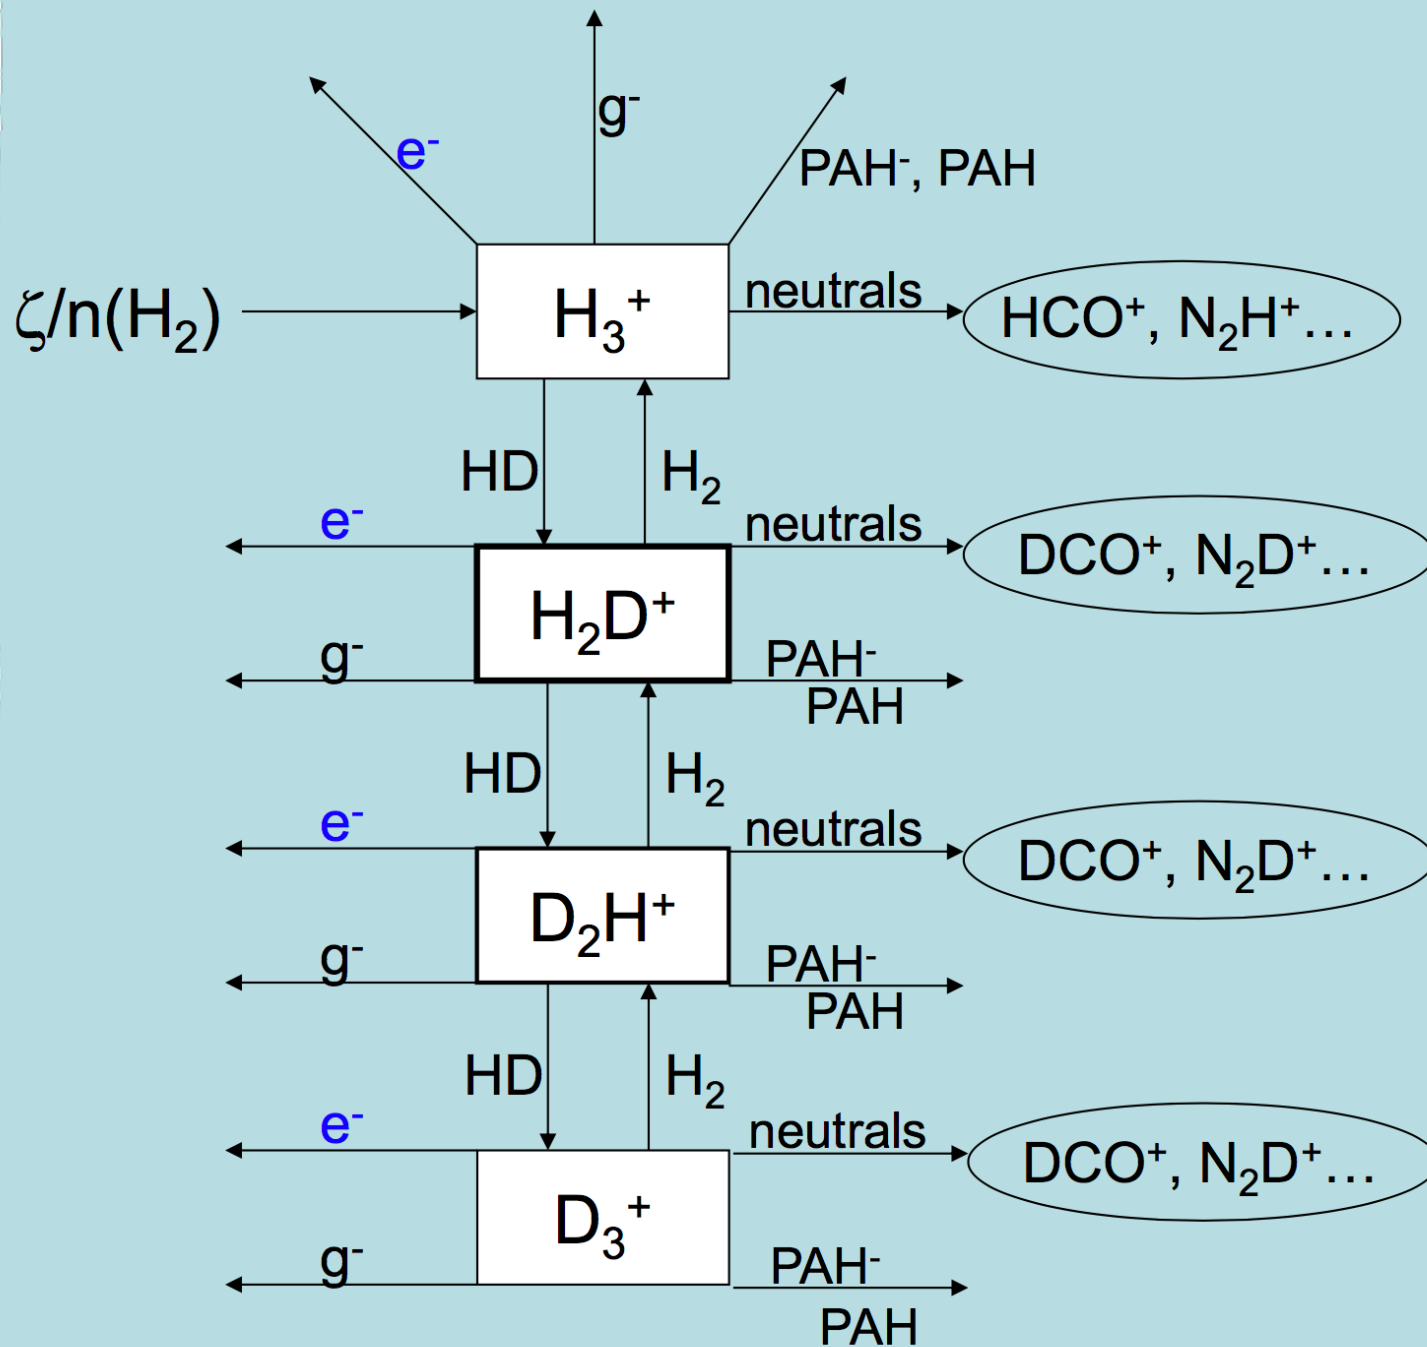 g⁻
e⁻
PAH⁻, PAH
ζ/n(H₂)
H₃⁺
neutrals
HCO⁺, N₂H⁺…
HD
H₂
e⁻
neutrals
DCO⁺, N₂D⁺…
H₂D⁺
g⁻
PAH⁻
PAH
HD
H₂
e⁻
neutrals
DCO⁺, N₂D⁺…
D₂H⁺
g⁻
PAH⁻
PAH
HD
H₂
e⁻
neutrals
DCO⁺, N₂D⁺…
D₃⁺
g⁻
PAH⁻
PAH